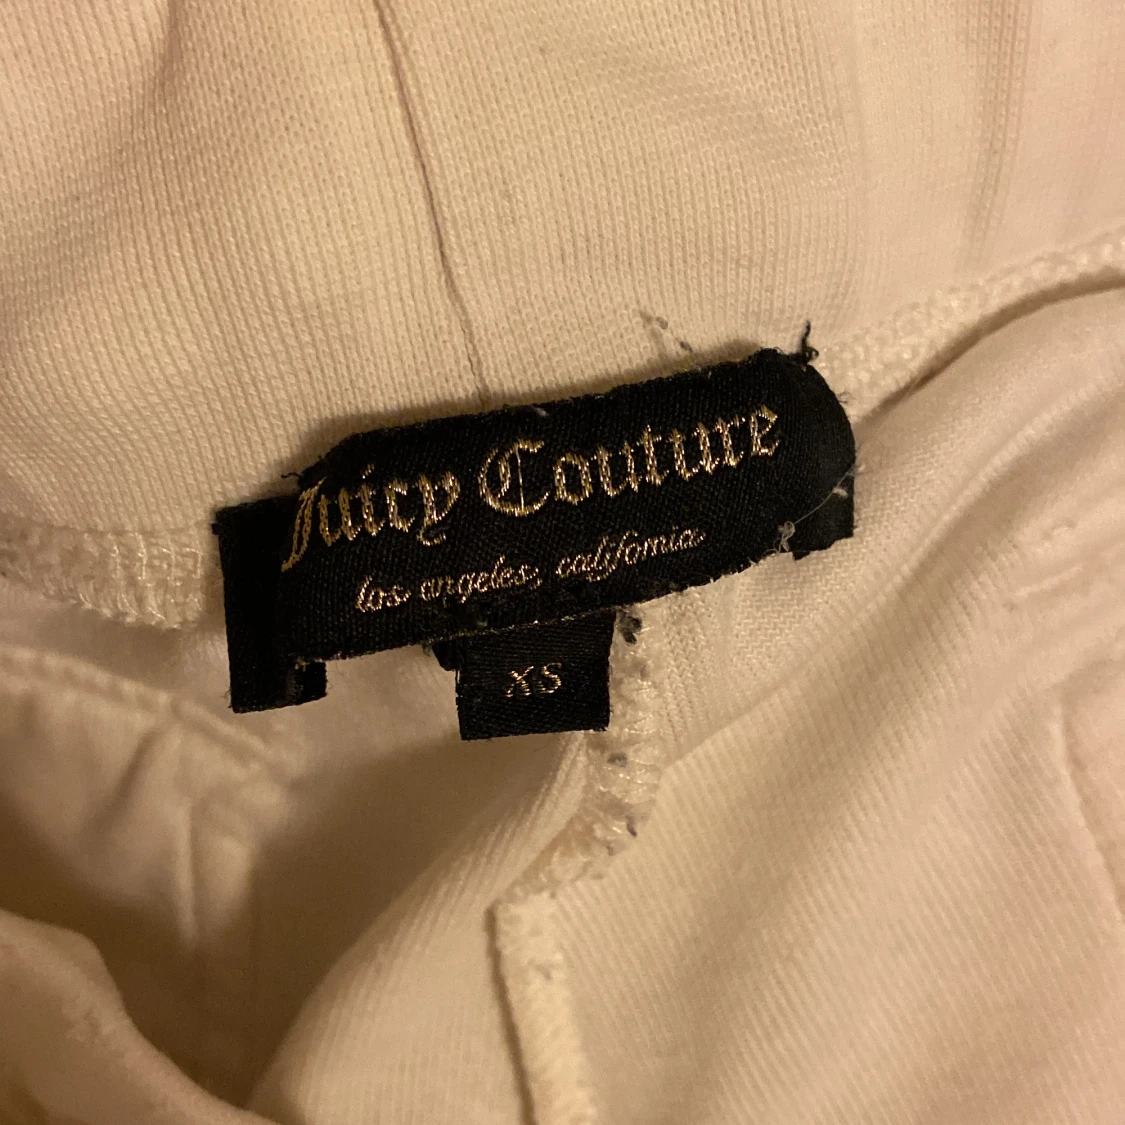 Juicy Couture
los angeles, california
XS